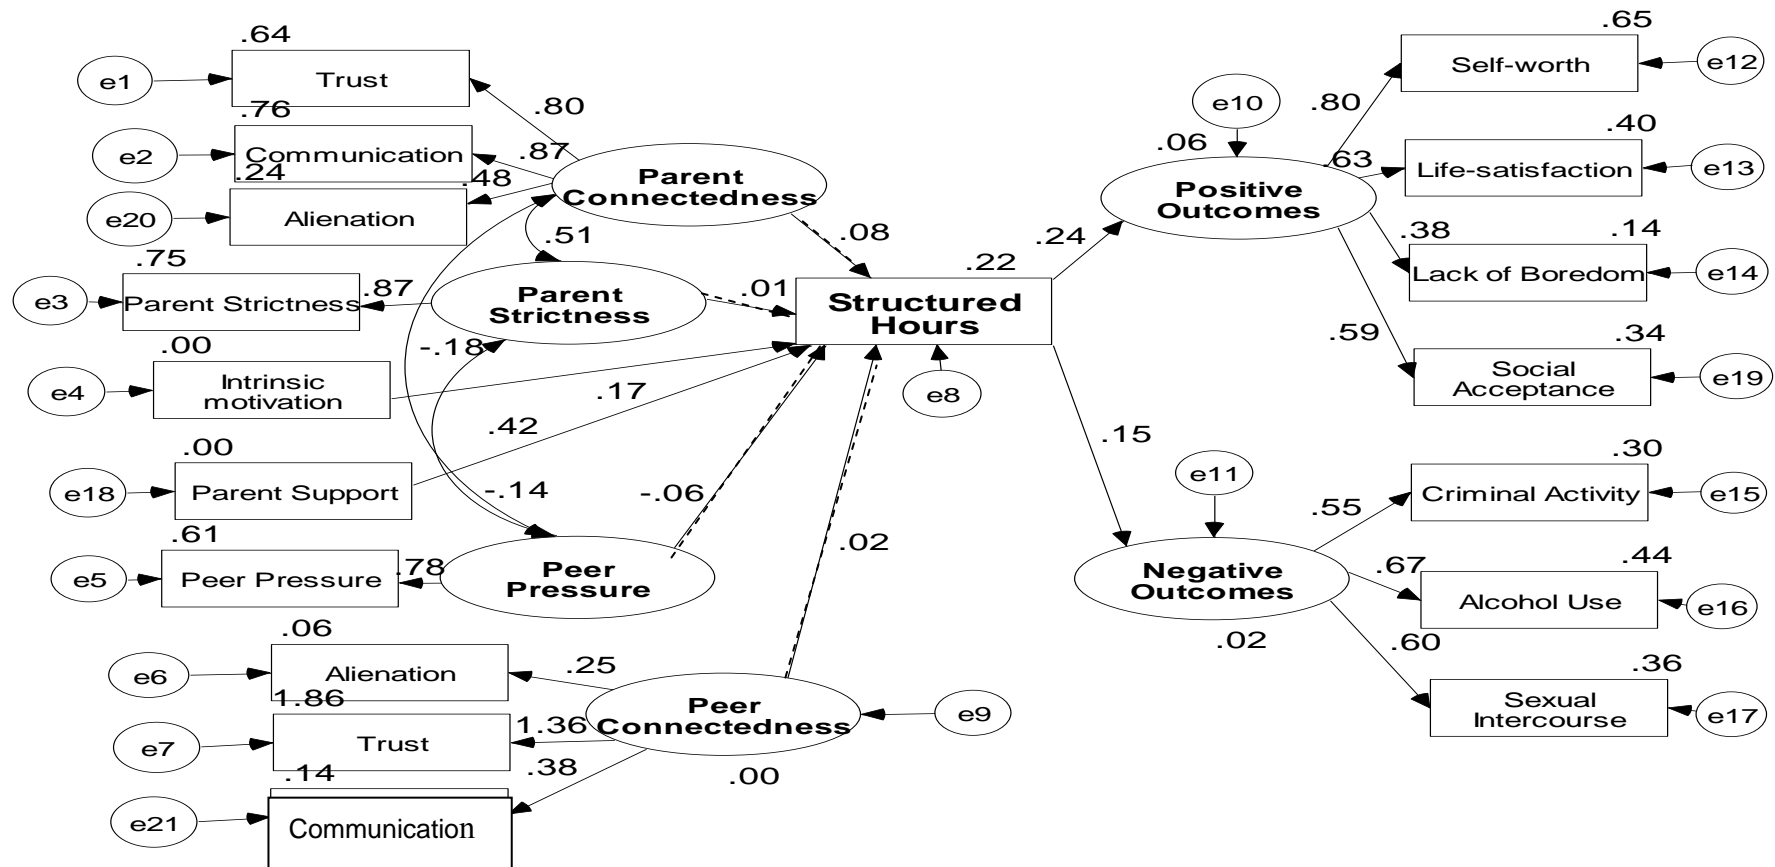 .64
e1
Trust
.80
.76
e2
Communication
.87
.24
e20
Alienation
.48
Parent
Connectedness
.51
.08
.75
e3
Parent Strictness
.87
Parent
Strictness
.01
.00
e4
Intrinsic
motivation
-.18
.17
.00
e18
Parent Support
.42
-.14
.61
e5
Peer Pressure
.78
Peer
Pressure
-.06
.06
e6
Alienation
.25
1.86
e7
Trust
1.36
Peer
Connectedness
e9
.00
.02
.14
e21
Communication
.38
.22
Structured
Hours
e8
.24
.15
e10
.06
Positive
Outcomes
.80
.65
Self-worth
e12
.63
.40
Life-satisfaction
e13
.38
.14
Lack of Boredom
e14
.59
.34
Social
Acceptance
e19
e11
Negative
Outcomes
.02
.55
.30
Criminal Activity
e15
.67
.44
Alcohol Use
e16
.60
.36
Sexual
Intercourse
e17